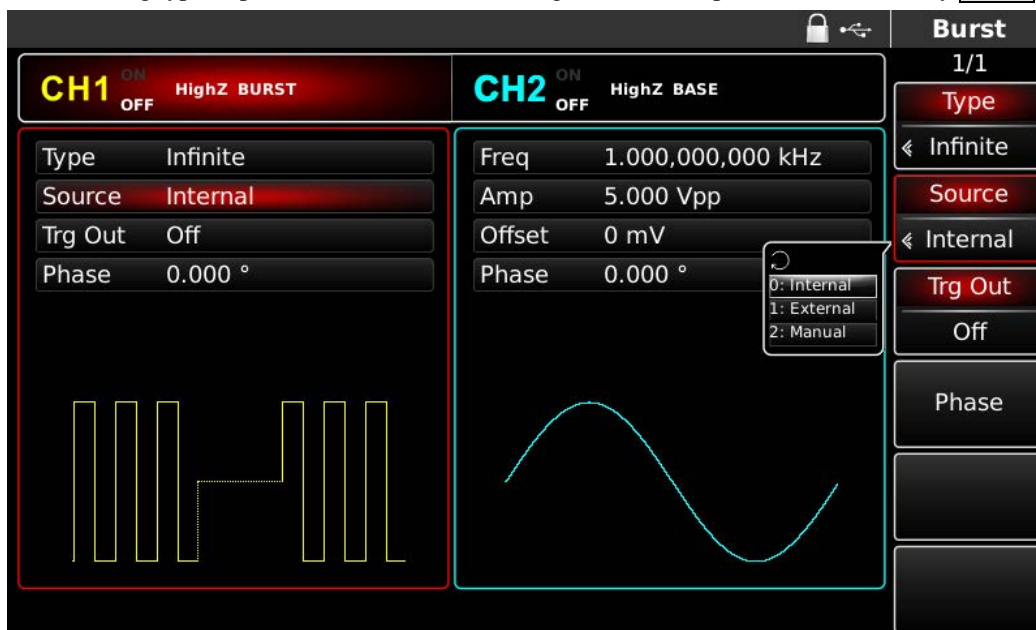 Burst
1/1
CH1 ON OFF HighZ BURST
CH2 ON OFF HighZ BASE
Type Infinite
Source Internal
Trg Out Off
Phase 0.000 °
Freq 1.000,000,000 kHz
Amp 5.000 Vpp
Offset 0 mV
Phase 0.000 °
0: Internal
1: External
2: Manual
Type
Infinite
Source
Internal
Trg Out
Off
Phase